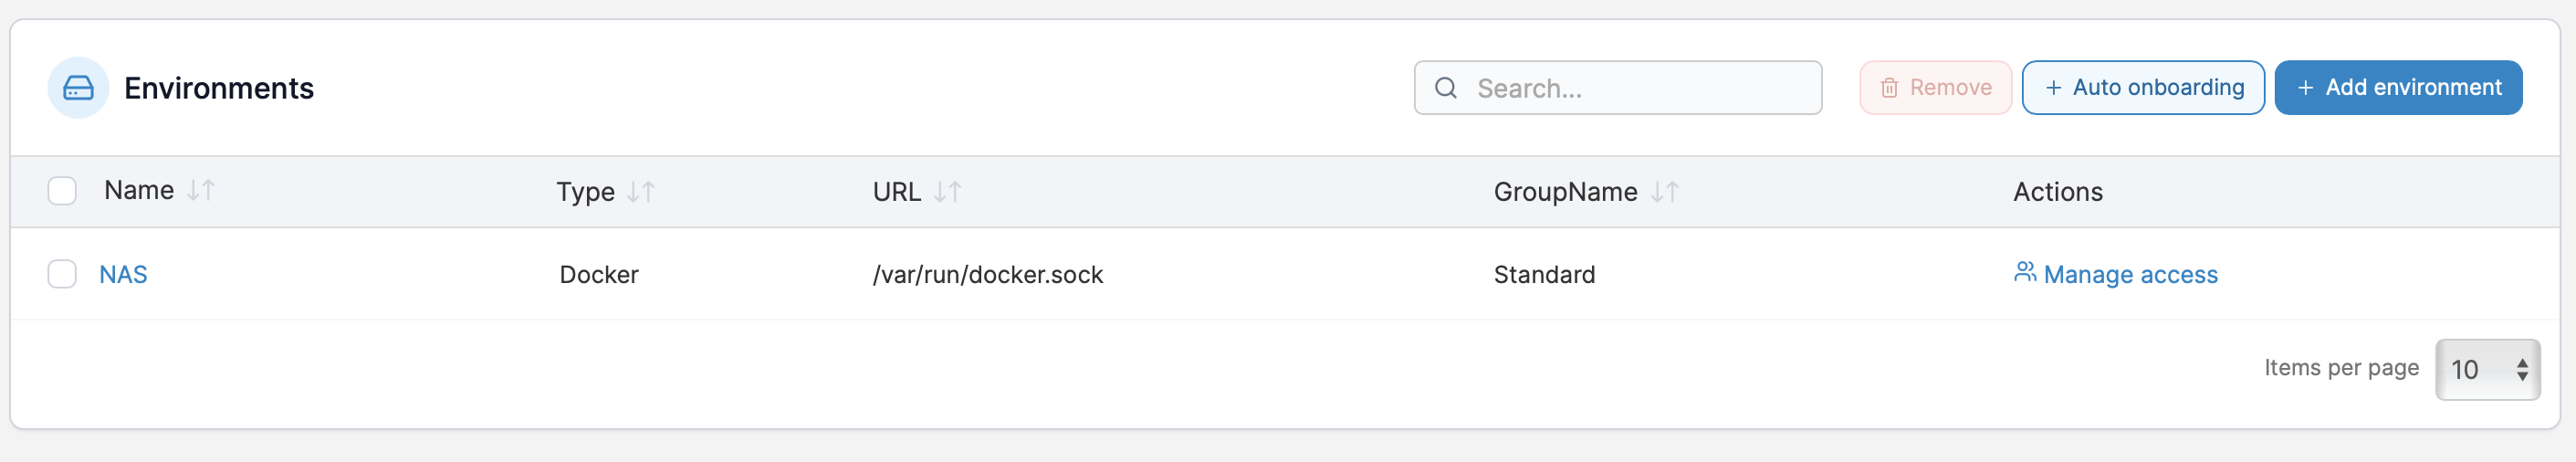 Environments
Search...
Remove
+ Auto onboarding
+ Add environment
Name
Type
URL
GroupName
Actions
NAS
Docker
/var/run/docker.sock
Standard
Manage access
Items per page
10